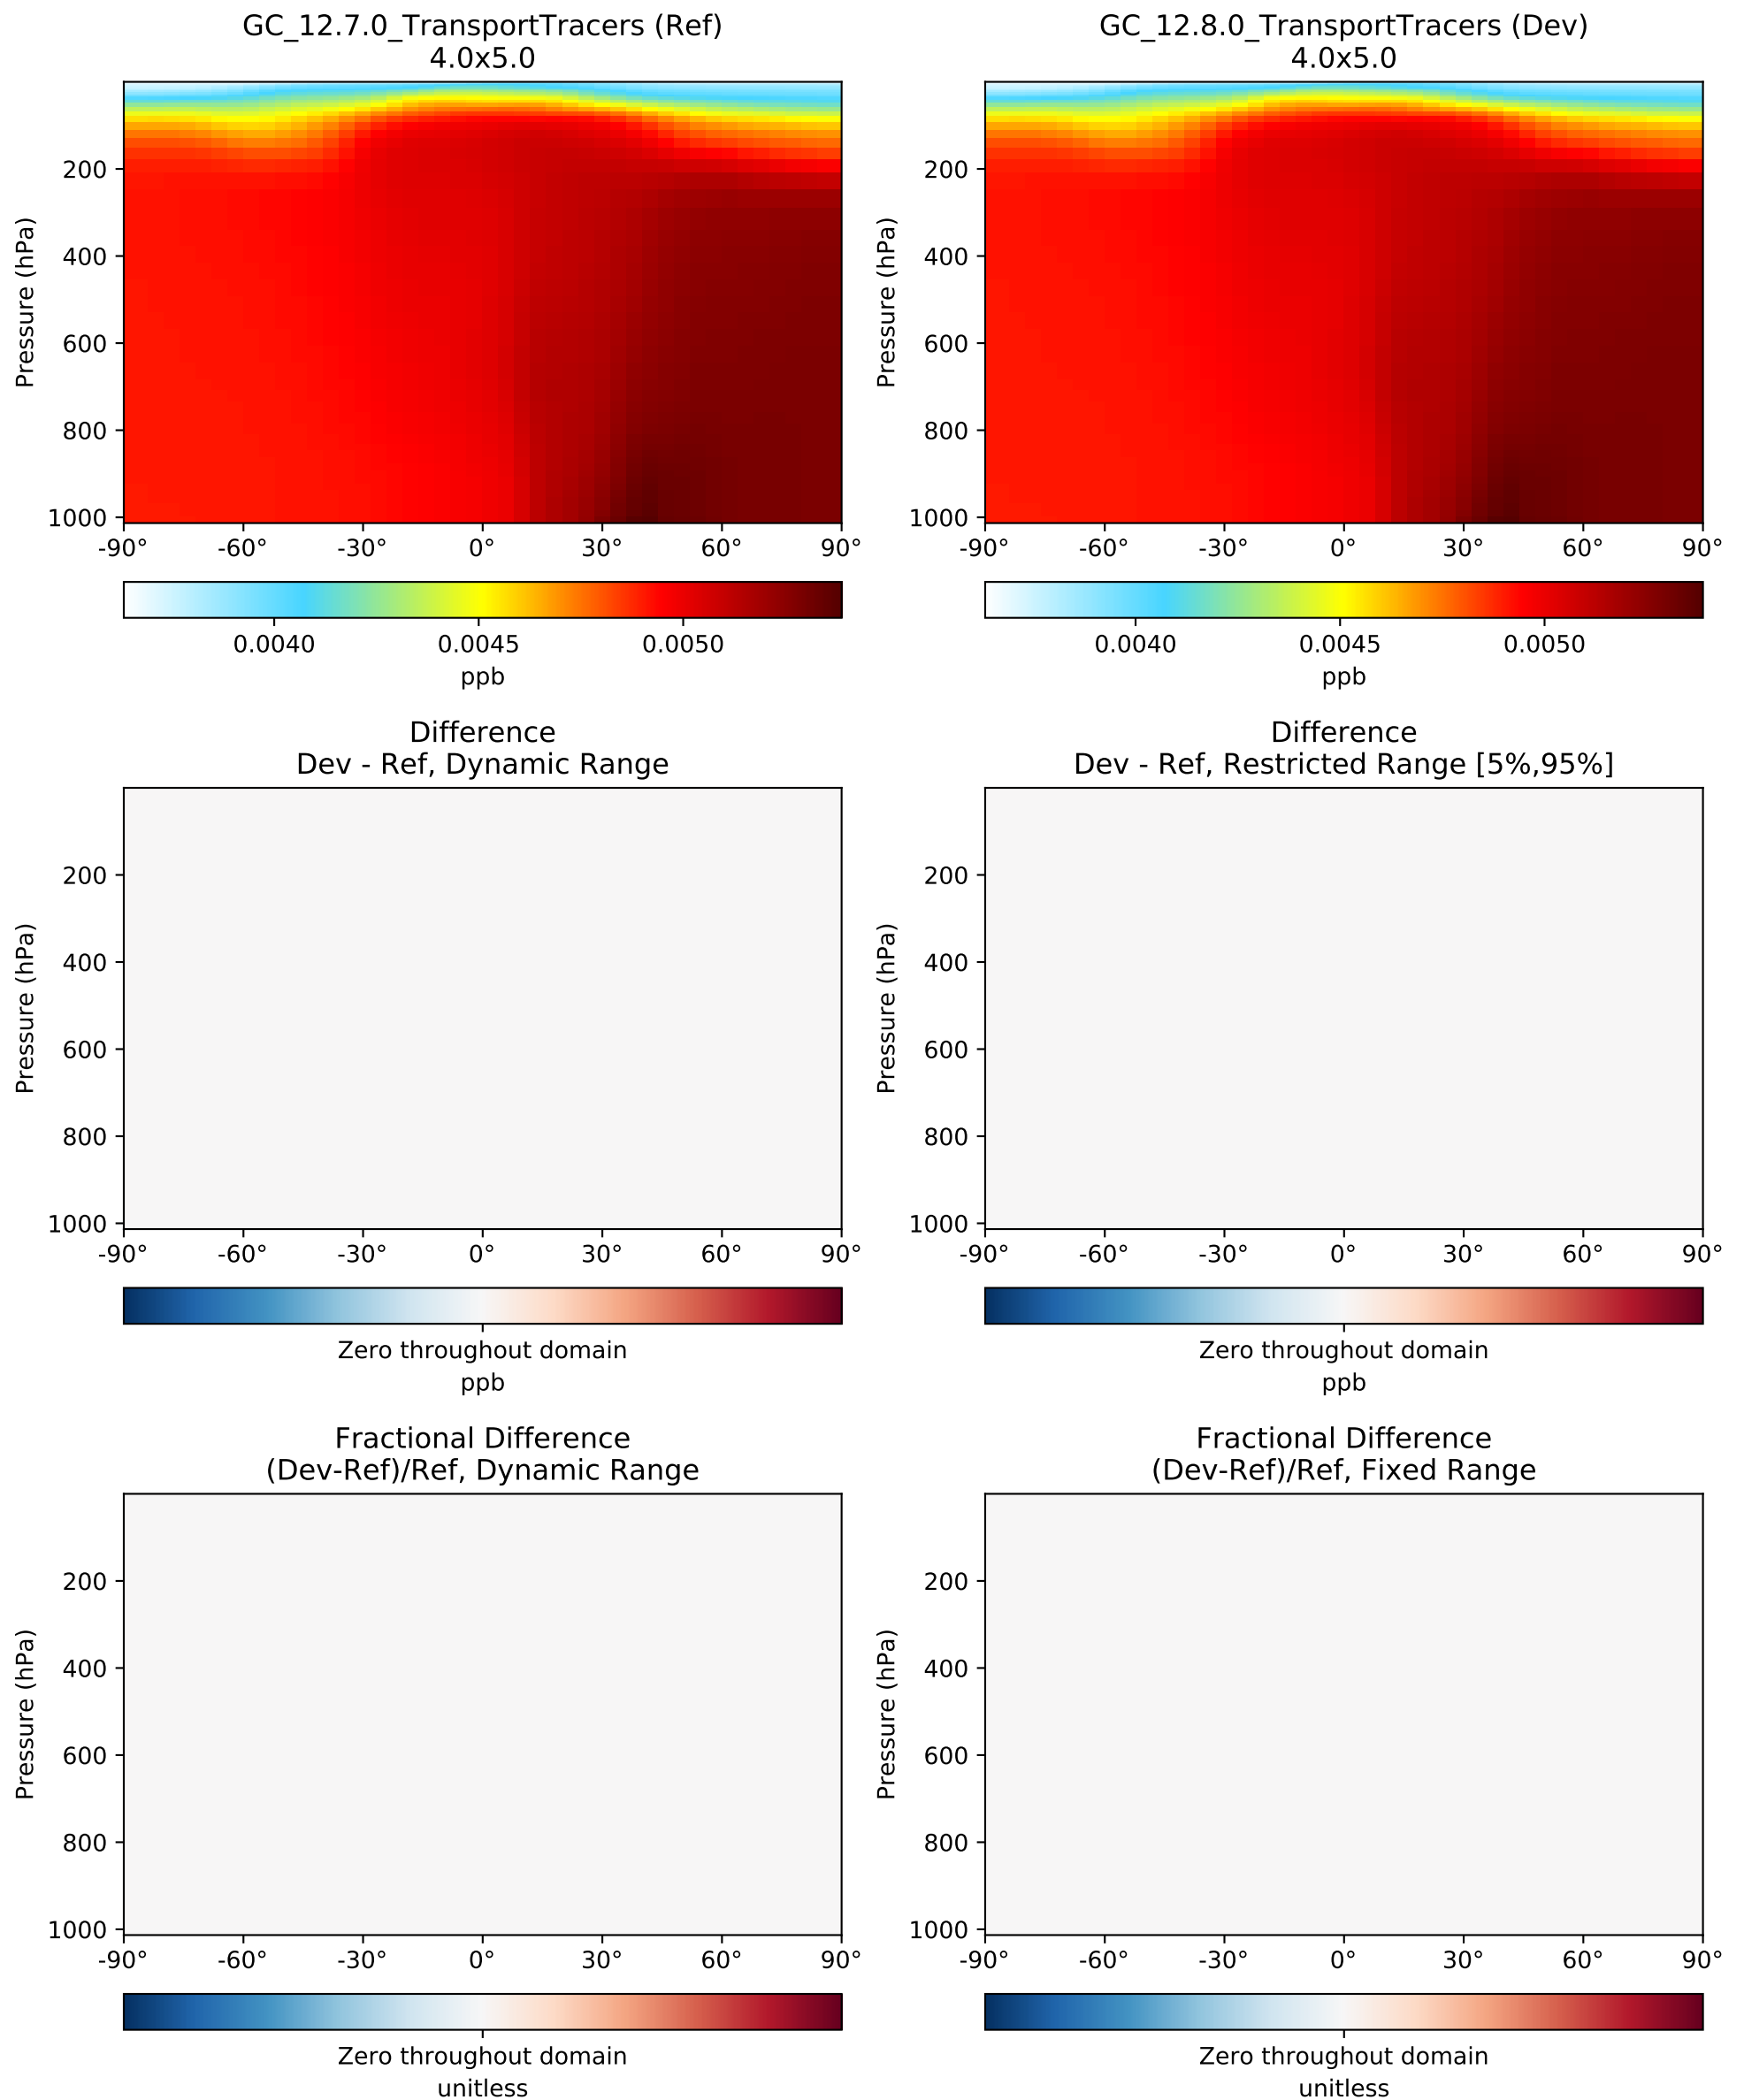 GC_12.7.0_TransportTracers (Ref)
4.0x5.0
Pressure (hPa)
200
400
600
800
1000
-90° -60° -30° 0° 30° 60° 90°
0.0040 0.0045 0.0050
ppb
GC_12.8.0_TransportTracers (Dev)
4.0x5.0
Pressure (hPa)
200
400
600
800
1000
-90° -60° -30° 0° 30° 60° 90°
0.0040 0.0045 0.0050
ppb
Difference
Dev - Ref, Dynamic Range
Pressure (hPa)
200
400
600
800
1000
-90° -60° -30° 0° 30° 60° 90°
Zero throughout domain
ppb
Difference
Dev - Ref, Restricted Range [5%,95%]
Pressure (hPa)
200
400
600
800
1000
-90° -60° -30° 0° 30° 60° 90°
Zero throughout domain
ppb
Fractional Difference
(Dev-Ref)/Ref, Dynamic Range
Pressure (hPa)
200
400
600
800
1000
-90° -60° -30° 0° 30° 60° 90°
Zero throughout domain
unitless
Fractional Difference
(Dev-Ref)/Ref, Fixed Range
Pressure (hPa)
200
400
600
800
1000
-90° -60° -30° 0° 30° 60° 90°
Zero throughout domain
unitless